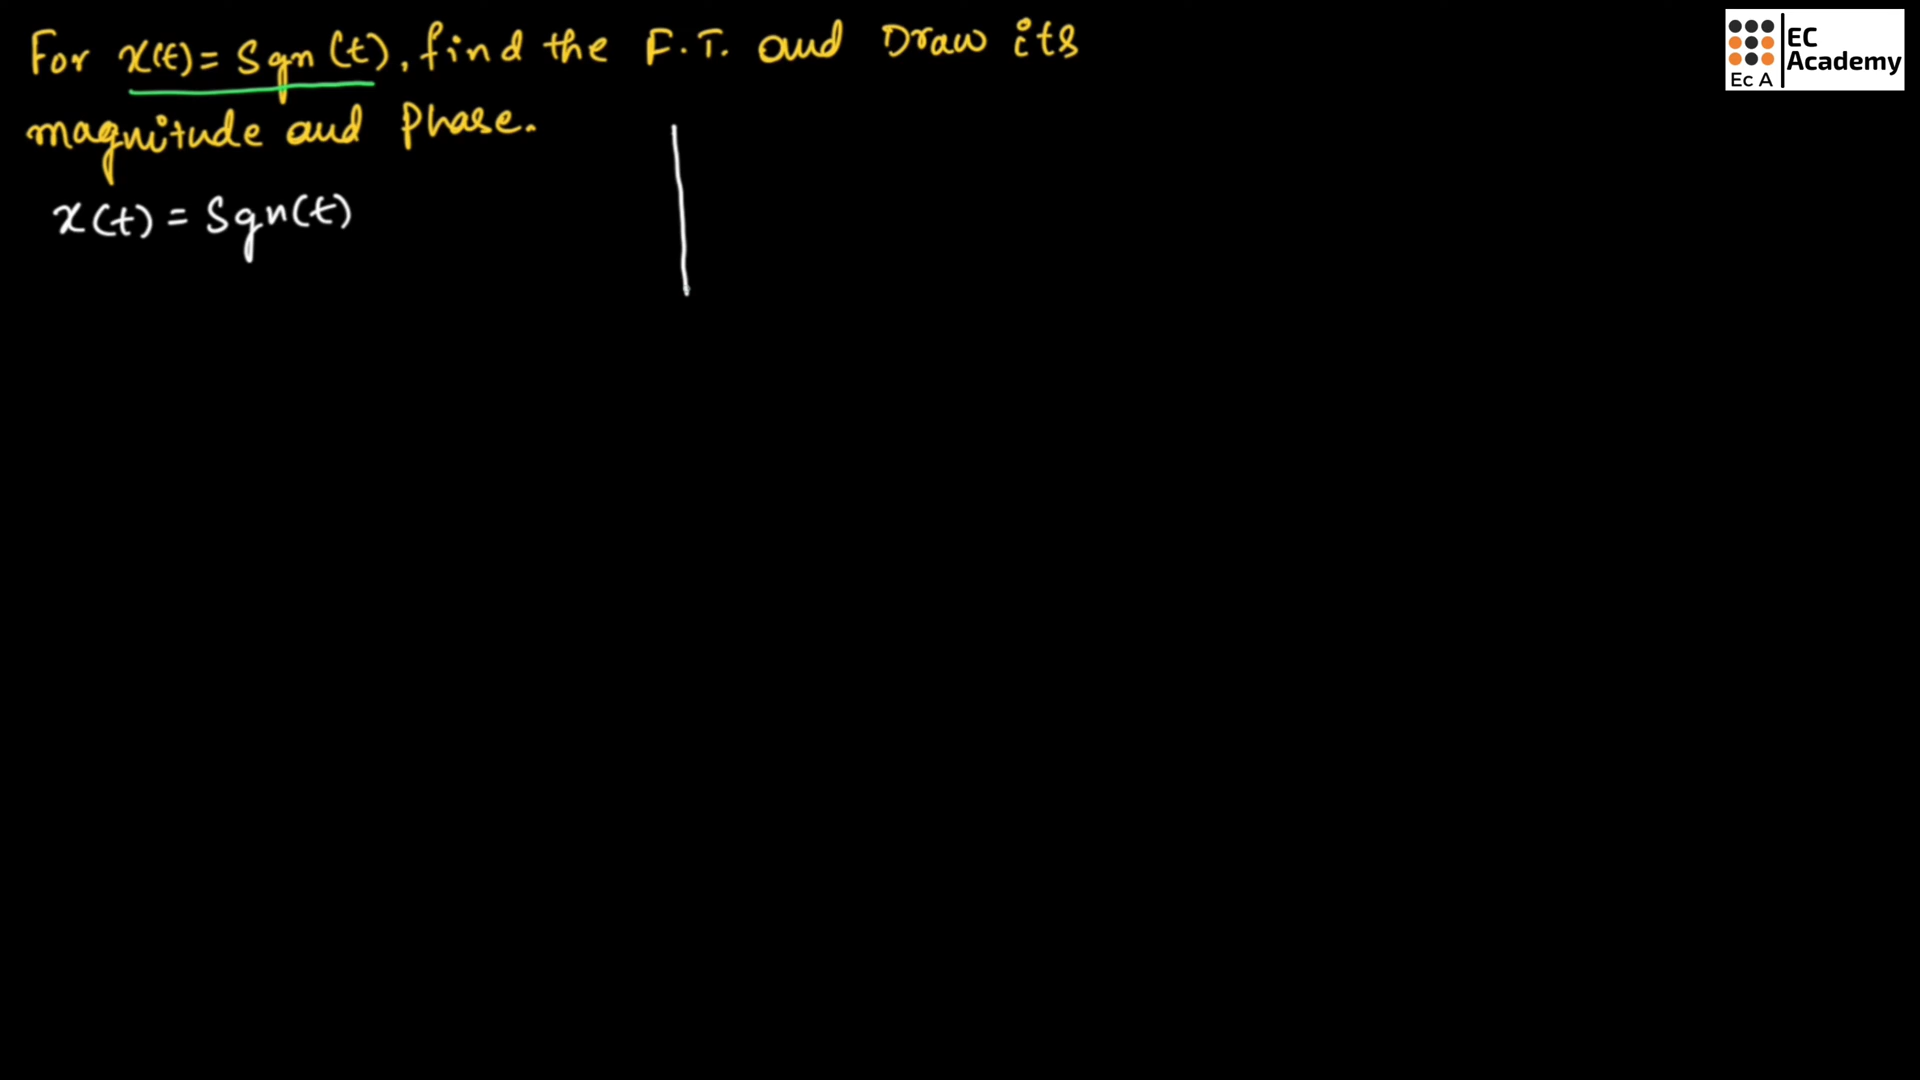 For x(t) = Sgn(t), find the F.T. and Draw its
magnitude and Phase.
x(t) = Sgn(t)
EC
Academy
Ec A